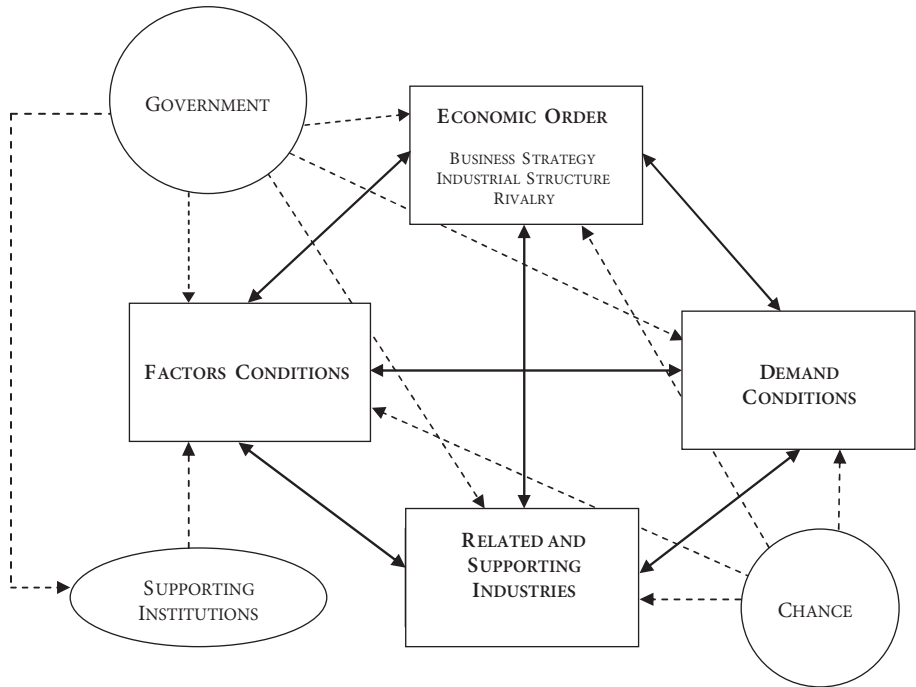 GOVERNMENT
ECONOMIC ORDER
BUSINESS STRATEGY
INDUSTRIAL STRUCTURE
RIVALRY
FACTORS CONDITIONS
DEMAND
CONDITIONS
RELATED AND
SUPPORTING
INDUSTRIES
SUPPORTING
INSTITUTIONS
CHANCE